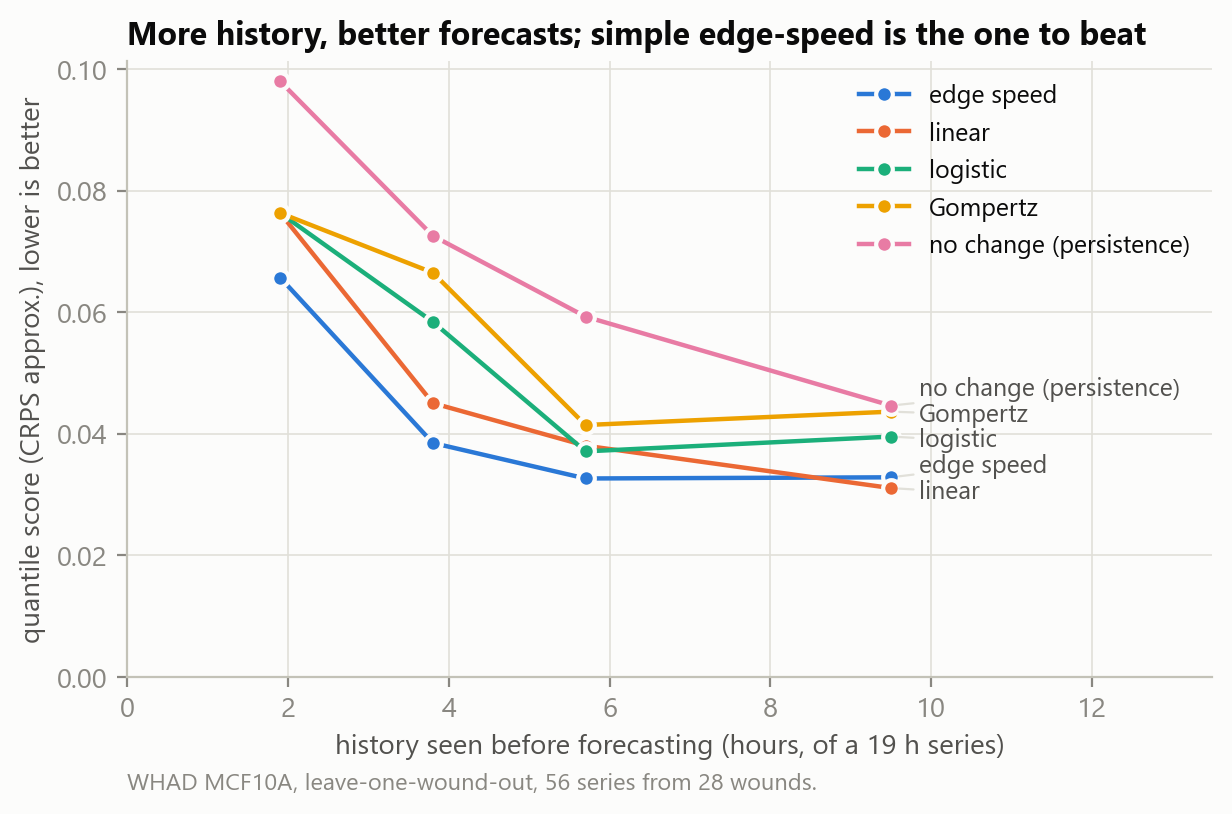 More history, better forecasts; simple edge-speed is the one to beat
quantile score (CRPS approx.), lower is better
0.10
0.08
0.06
0.04
0.02
0.00
edge speed
linear
logistic
Gompertz
no change (persistence)
no change (persistence)
Gompertz
logistic
edge speed
linear
0 2 4 6 8 10 12
history seen before forecasting (hours, of a 19 h series)
WHAD MCF10A, leave-one-wound-out, 56 series from 28 wounds.